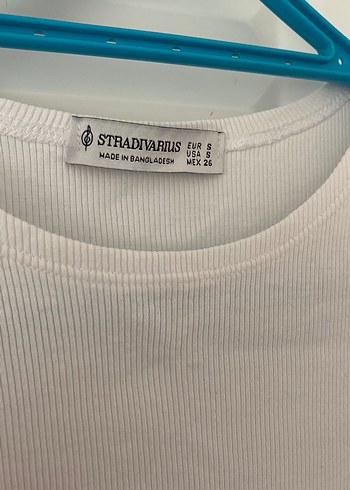 STRADIVARIUS
MADE IN BANGLADESH
EUR S
USA S
MEX 26